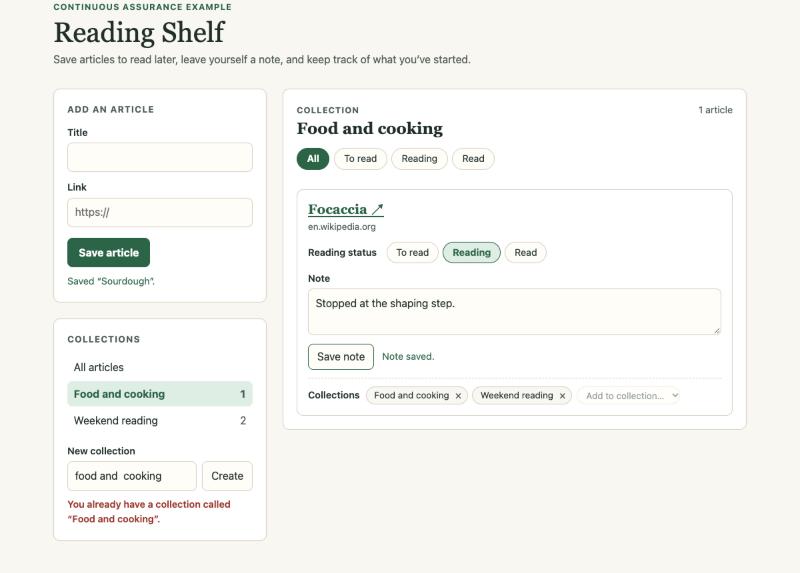 CONTINUOUS ASSURANCE EXAMPLE
Reading Shelf
Save articles to read later, leave yourself a note, and keep track of what you've started.
ADD AN ARTICLE
Title
Link
https://
Save article
Saved “Sourdough”.
COLLECTIONS
All articles
Food and cooking 1
Weekend reading 2
New collection
food and  cooking Create
You already have a collection called
“Food and cooking”.
COLLECTION 1 article
Food and cooking
All To read Reading Read
Focaccia ↗
en.wikipedia.org
Reading status To read Reading Read
Note
Stopped at the shaping step.
Save note Note saved.
Collections Food and cooking × Weekend reading × Add to collection...